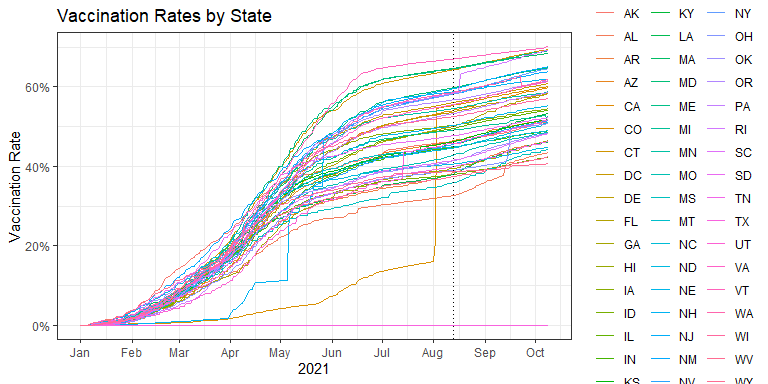 Vaccination Rates by State
Vaccination Rate
60%
40%
20%
0%
Jan Feb Mar Apr May Jun Jul Aug Sep Oct
2021
AK KY NY
AL LA OH
AR MA OK
AZ MD OR
CA ME PA
CO MI RI
CT MN SC
DC MO SD
DE MS TN
FL MT TX
GA NC UT
HI ND VA
IA NE VT
ID NH WA
IL NJ WI
IN NM WV
KS NV WY